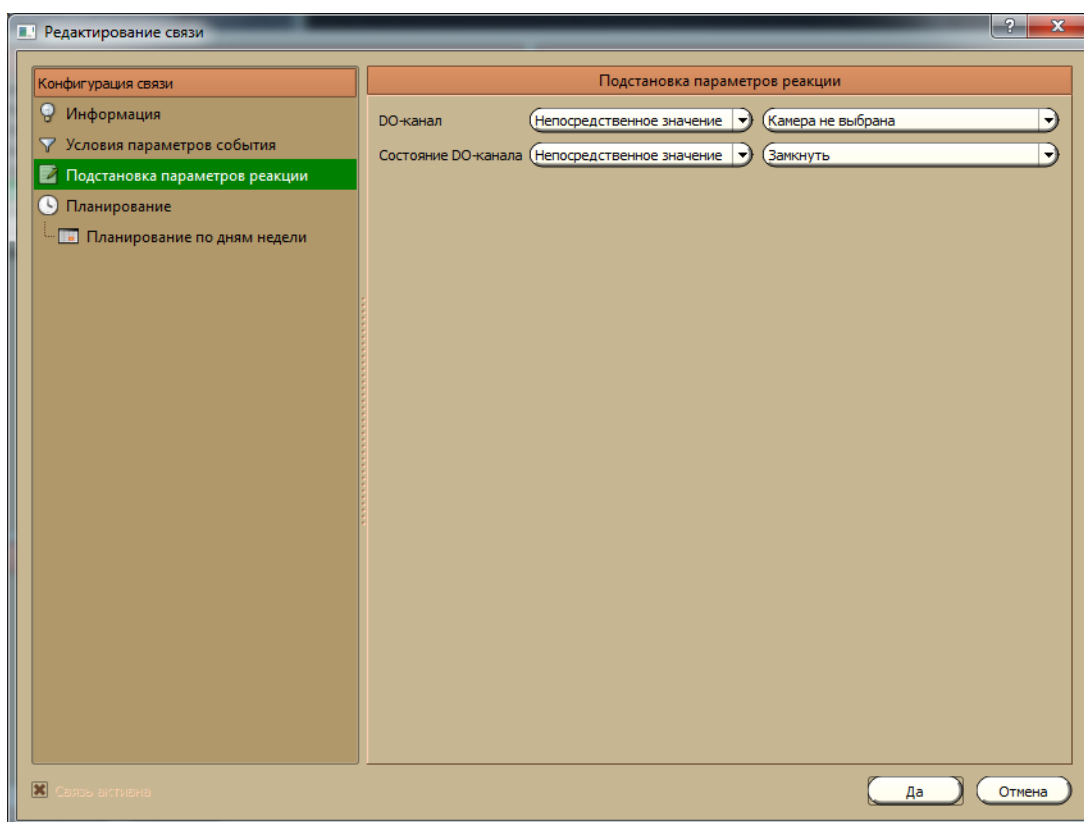 Редактирование связи
Конфигурация связи
Информация
Условия параметров события
Подстановка параметров реакции
Планирование
Планирование по дням недели
Подстановка параметров реакции
DO-канал Непосредственное значение Камера не выбрана
Состояние DO-канала Непосредственное значение Замкнуть
Связь активна
Да Отмена